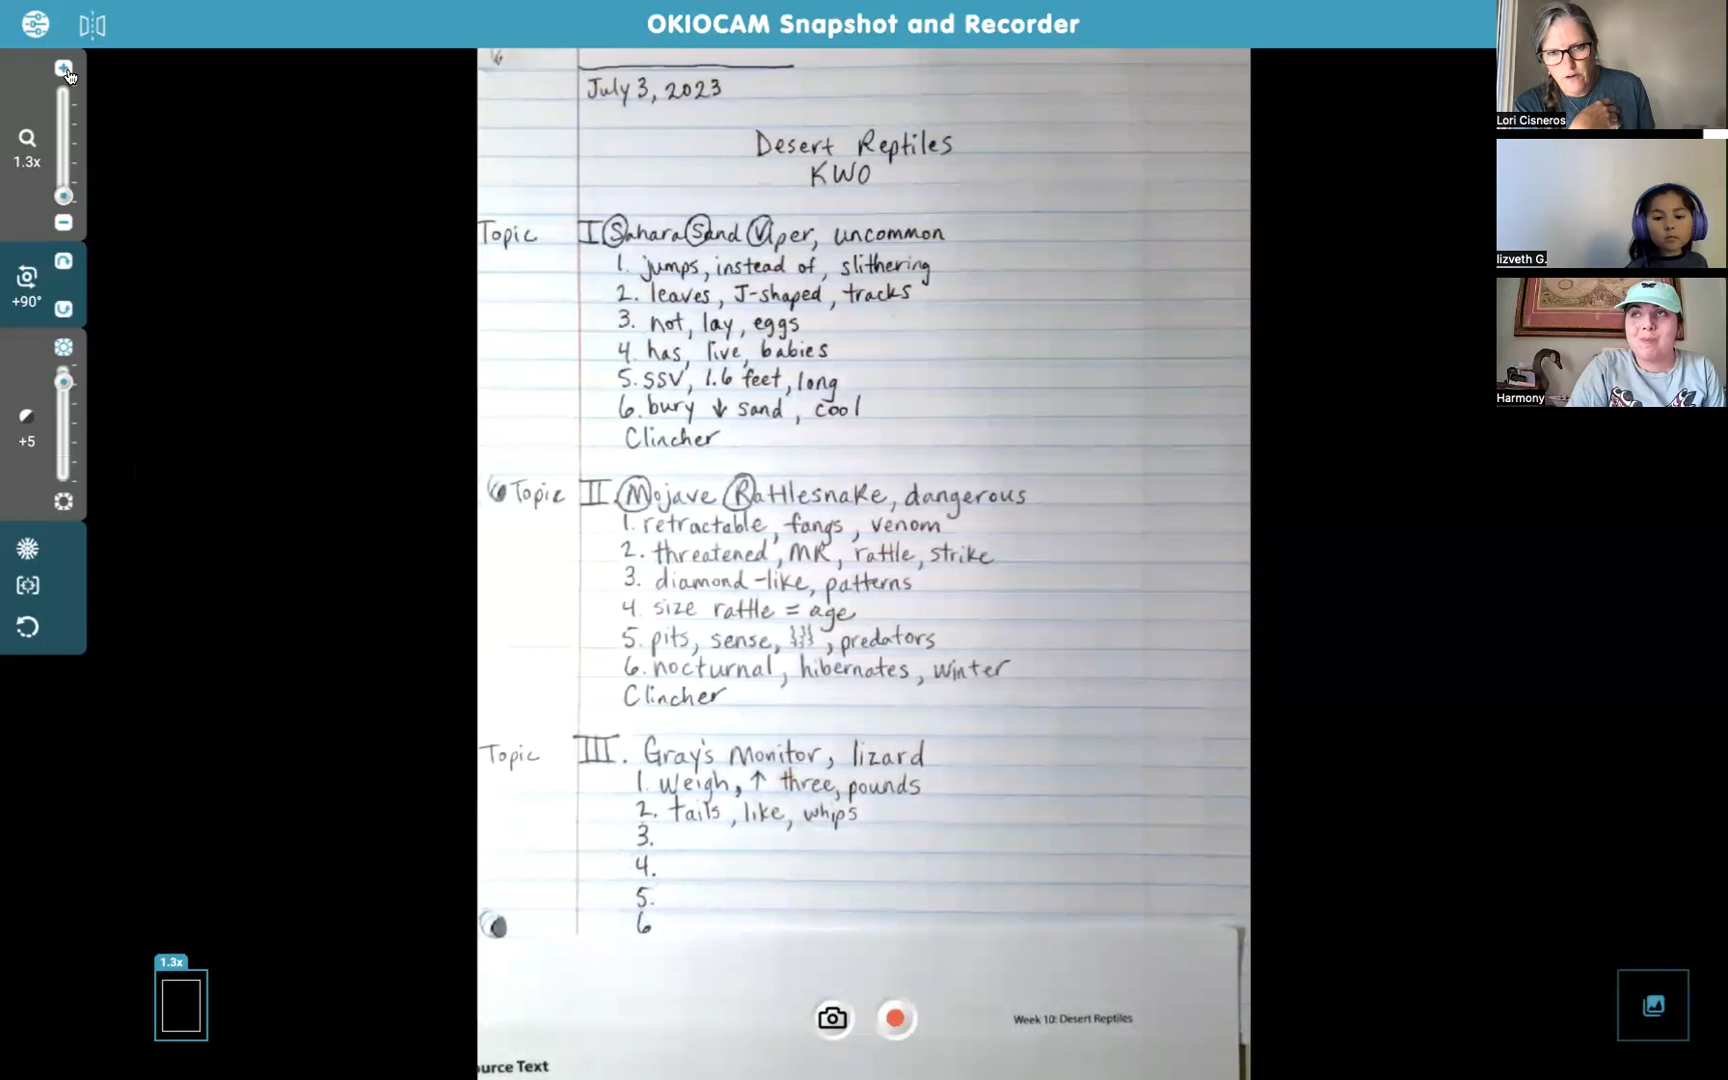 OKIOCAM Snapshot and Recorder
July 3, 2023
Desert Reptiles
KWO
Topic I Sahara Sand Viper, uncommon
1. jumps, instead of, slithering
2. leaves, J-shaped, tracks
3. not, lay, eggs
4. has, live, babies
5. SSV, 1.6 feet, long
6. bury ↓ sand, cool
Clincher
Topic II. Mojave Rattlesnake, dangerous
1. retractable, fangs, venom
2. threatened, MR, rattle, strike
3. diamond-like, patterns
4. size rattle = age
5. pits, sense, , predators
6. nocturnal, hibernates, winter
Clincher
Topic III. Gray's Monitor, lizard
1. Weigh, ↑ three, pounds
2. tails, like, whips
3.
4.
5.
6
Week 10: Desert Reptiles
urce Text
1.3x
+90°
+5
1.3x
Lori Cisneros
lizveth G.
Harmony